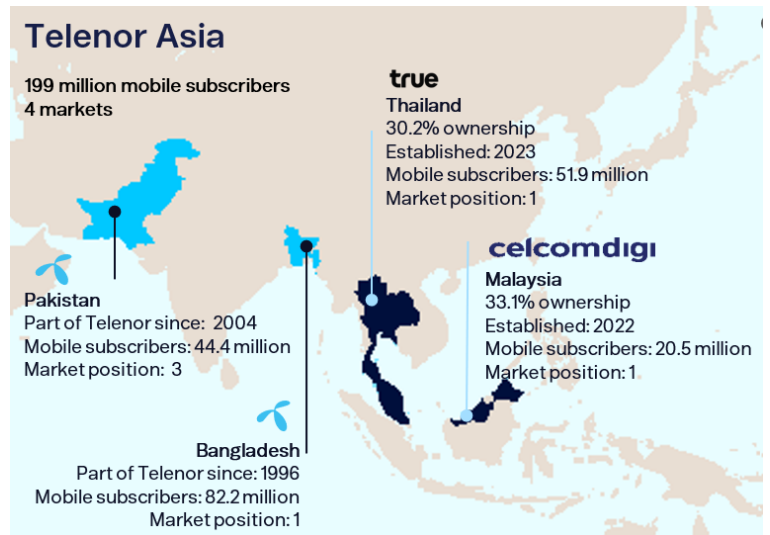 Telenor Asia
199 million mobile subscribers
4 markets
true
Thailand
30.2% ownership
Established: 2023
Mobile subscribers: 51.9 million
Market position: 1
celcomdigi
Malaysia
33.1% ownership
Established: 2022
Mobile subscribers: 20.5 million
Market position: 1
Pakistan
Part of Telenor since: 2004
Mobile subscribers: 44.4 million
Market position: 3
Bangladesh
Part of Telenor since: 1996
Mobile subscribers: 82.2 million
Market position: 1